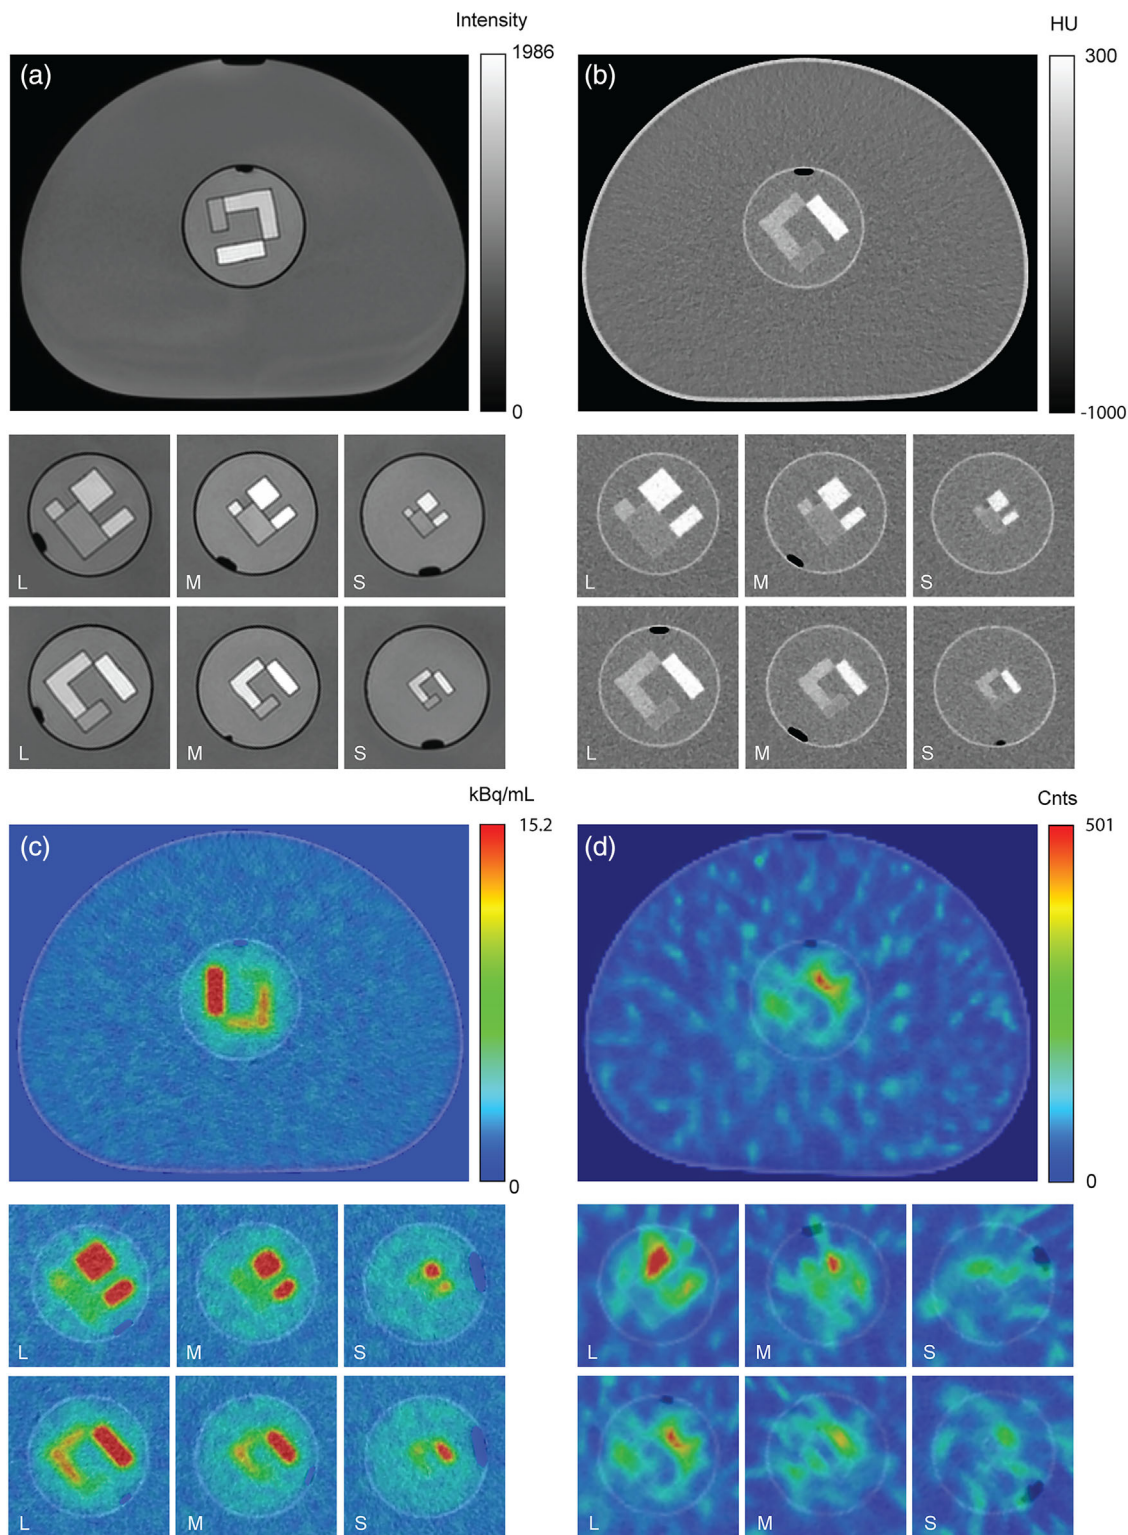 Intensity
HU
(a)
1986
0
(b)
300
-1000
L
M
S
L
M
S
L
M
S
L
M
S
kBq/mL
Cnts
(c)
15.2
0
(d)
501
0
L
M
S
L
M
S
L
M
S
L
M
S